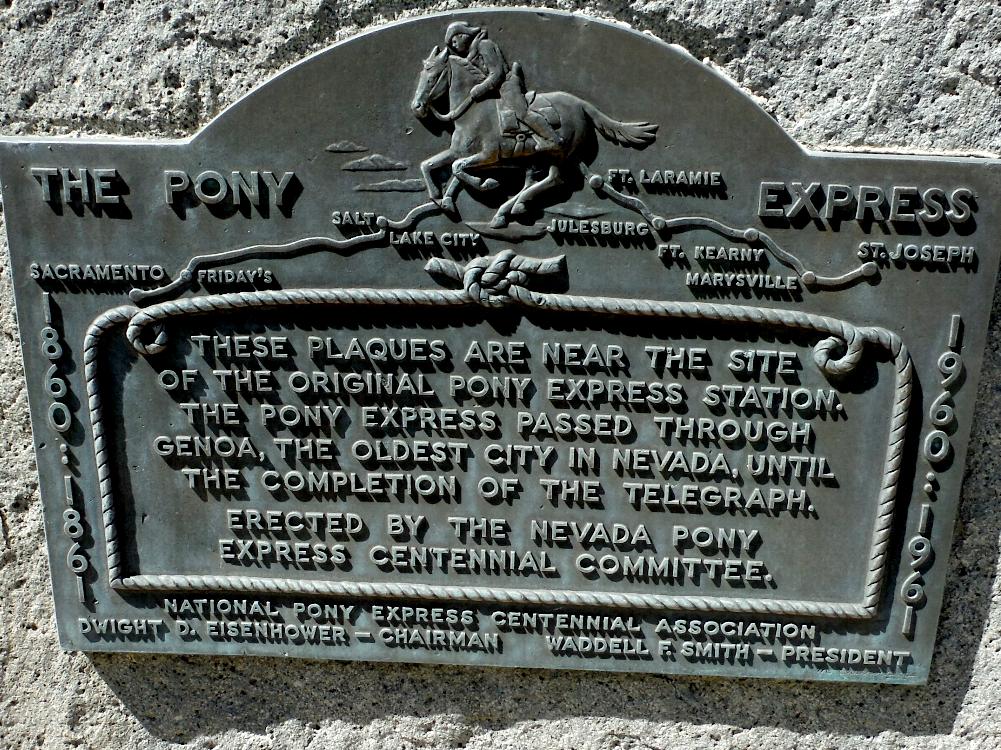 THE PONY EXPRESS
FT. LARAMIE
SALT
LAKE CITY
JULESBURG
FT. KEARNEY
ST. JOSEPH
SACRAMENTO
FRIDAY'S
MARYSVILLE
1860 : : 1861
1960 : : 1961
THESE PLAQUES ARE NEAR THE SITE
OF THE ORIGINAL PONY EXPRESS STATION.
THE PONY EXPRESS PASSED THROUGH
GENOA, THE OLDEST CITY IN NEVADA, UNTIL
THE COMPLETION OF THE TELEGRAPH.
ERECTED BY THE NEVADA PONY
EXPRESS CENTENNIAL COMMITTEE.
NATIONAL PONY EXPRESS CENTENNIAL ASSOCIATION
DWIGHT D. EISENHOWER – CHAIRMAN WADDELL F. SMITH – PRESIDENT